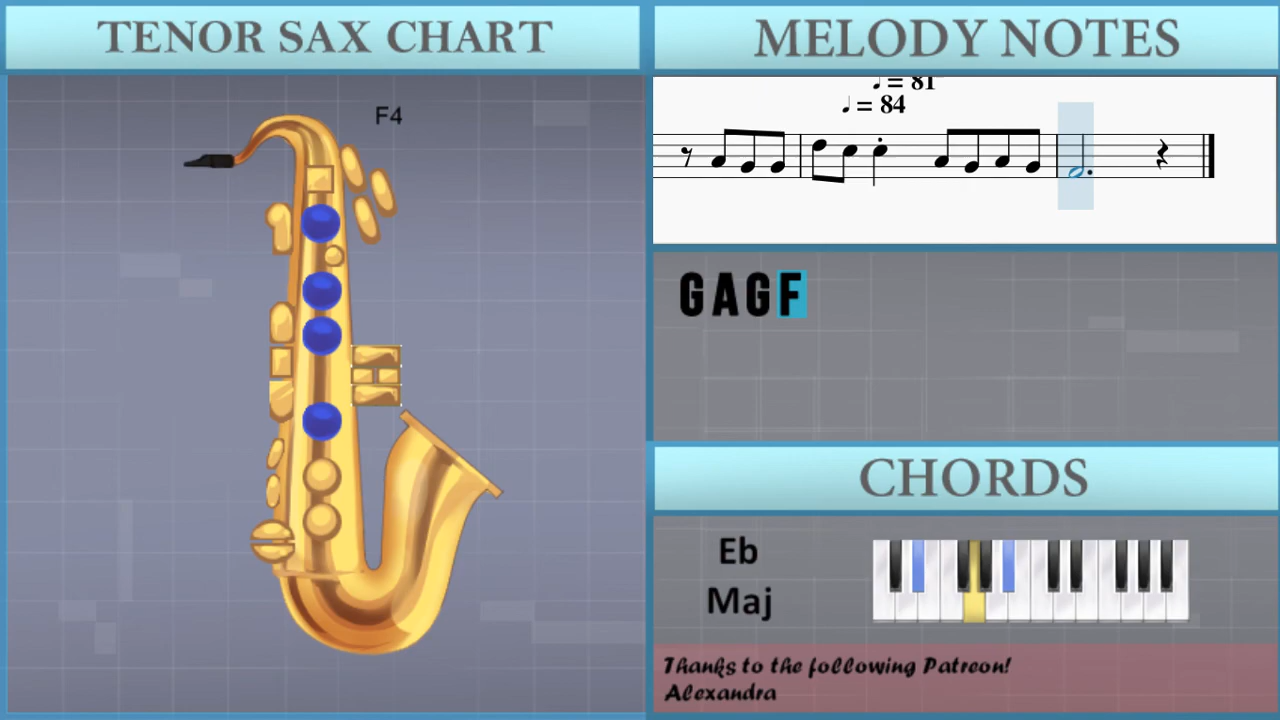 TENOR SAX CHART
F4
MELODY NOTES
♩ = 81
♩ = 84
GAGF
CHORDS
Eb
Maj
Thanks to the following Patreon!
Alexandra